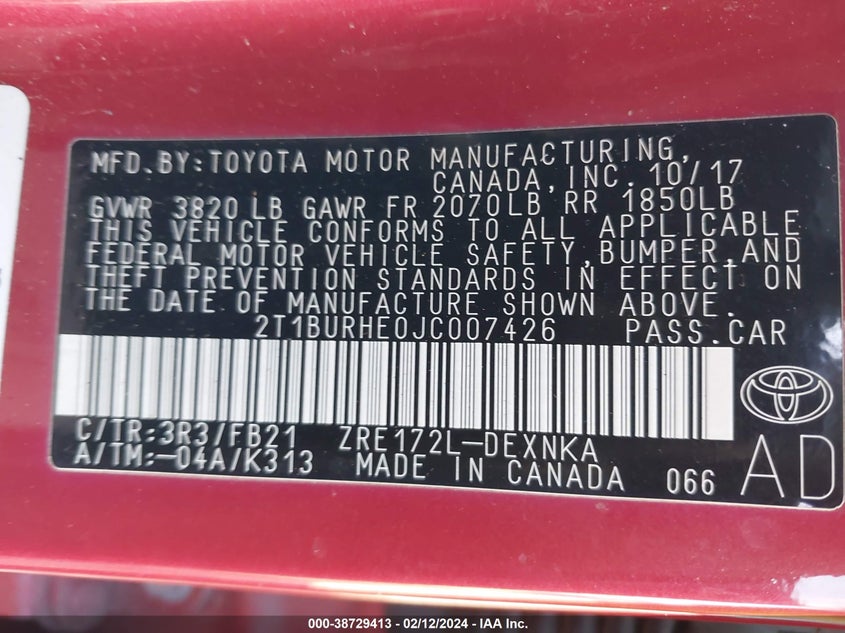 MFD.BY:TOYOTA MOTOR MANUFACTURING,
CANADA,INC. 10/17
GVWR 3820 LB GAWR FR 2070LB RR 1850LB
THIS VEHICLE CONFORMS TO ALL APPLICABLE
FEDERAL MOTOR VEHICLE SAFETY,BUMPER,AND
THEFT PREVENTION STANDARDS IN EFFECT ON
THE DATE OF MANUFACTURE SHOWN ABOVE.
2T1BURHE0JC007426 PASS.CAR
C/TR:3R3/FB21 ZRE172L-DEXNKA
A/TM:-04A/K313 MADE IN CANADA 066 AD
000-38729413 - 02/12/2024 - IAA, Inc.